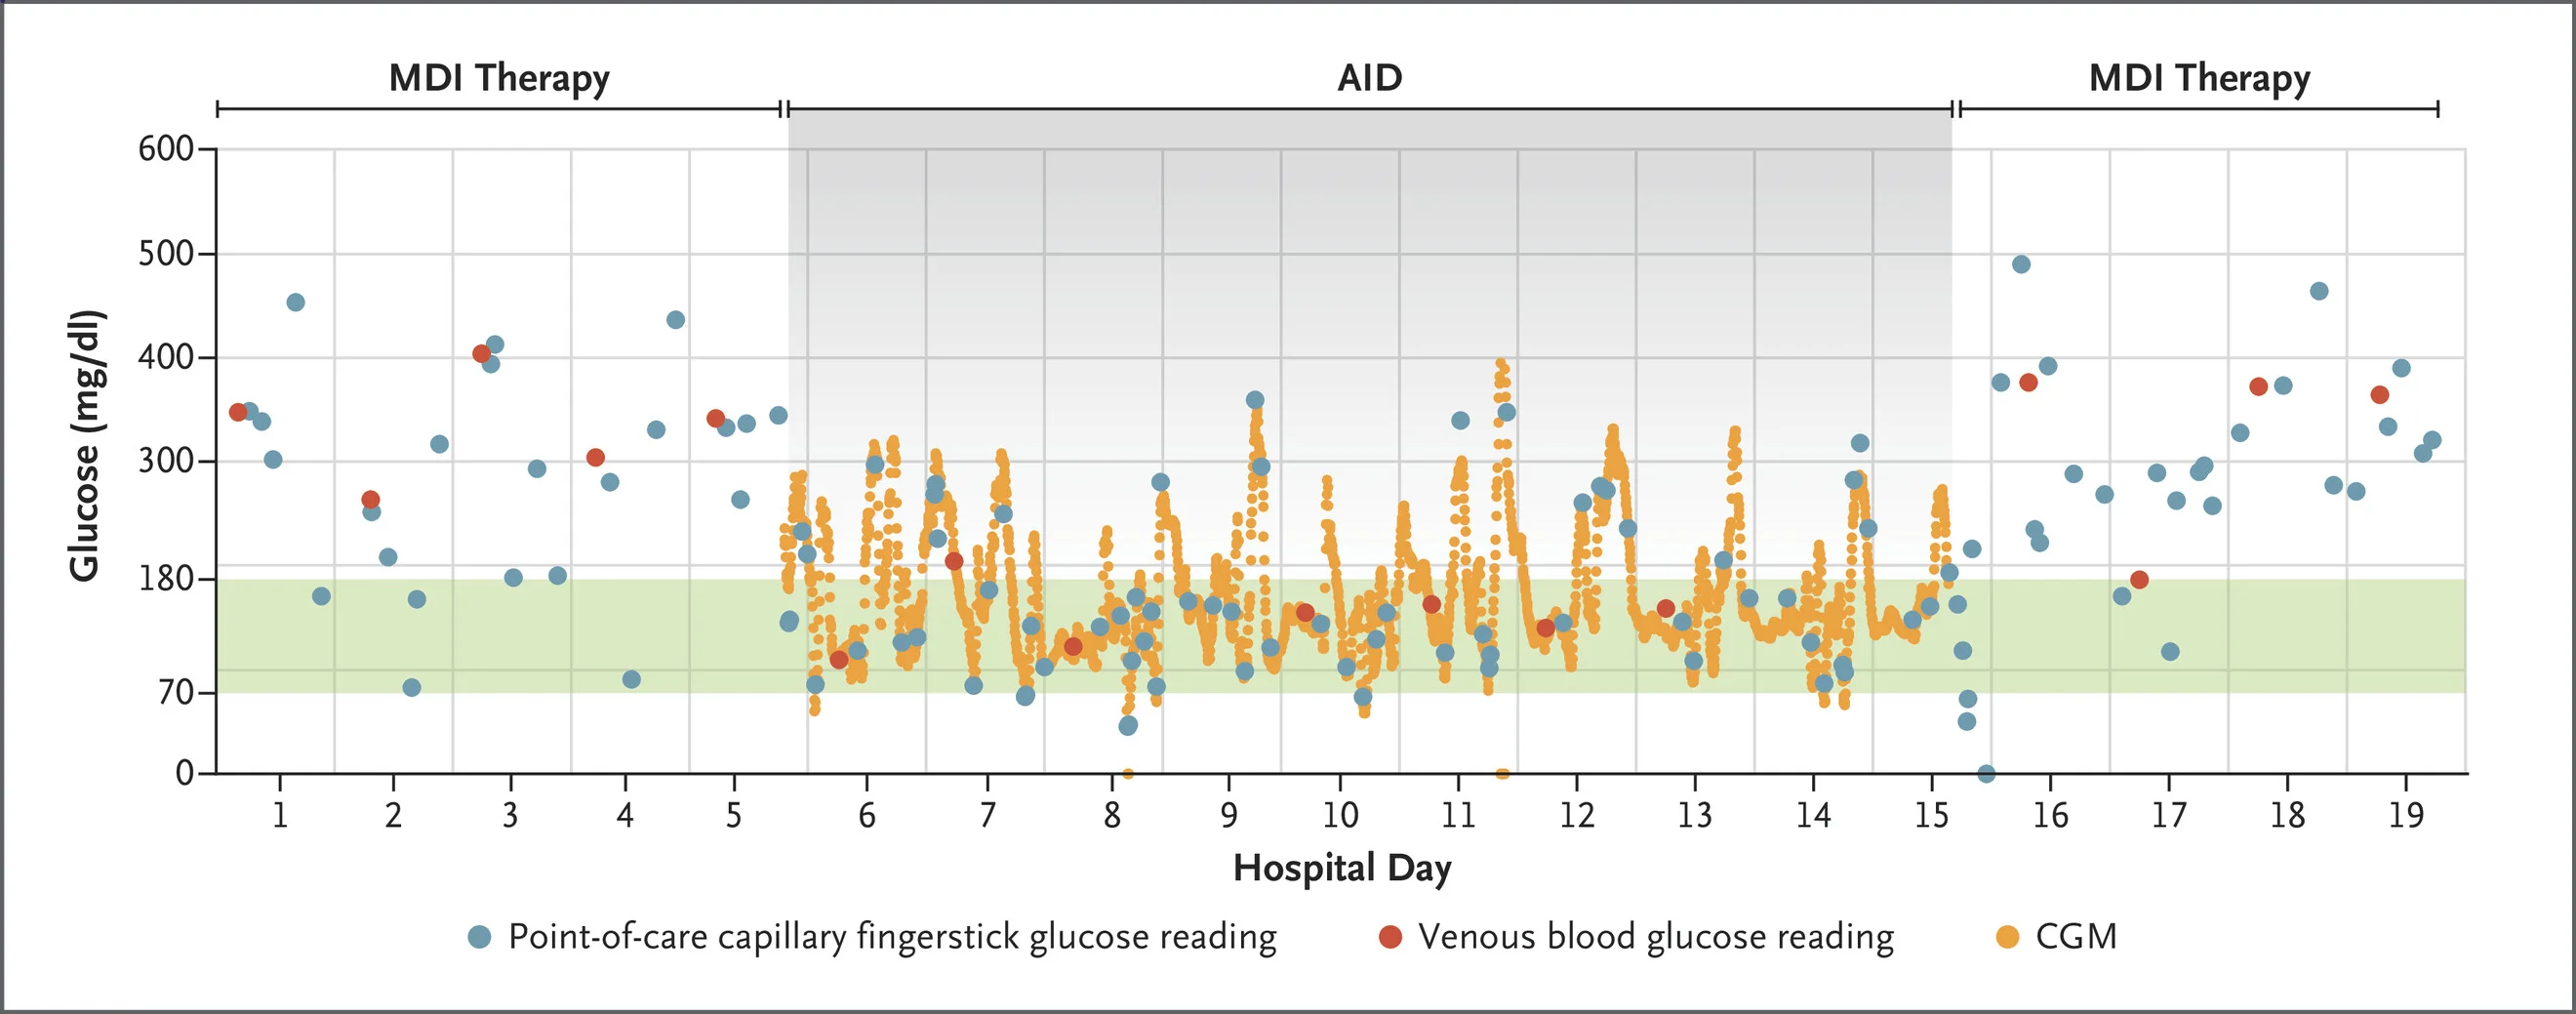 MDI Therapy AID MDI Therapy
600
500
400
300
180
70
0
Glucose (mg/dl)
1 2 3 4 5 6 7 8 9 10 11 12 13 14 15 16 17 18 19
Hospital Day
Point-of-care capillary fingerstick glucose reading Venous blood glucose reading CGM